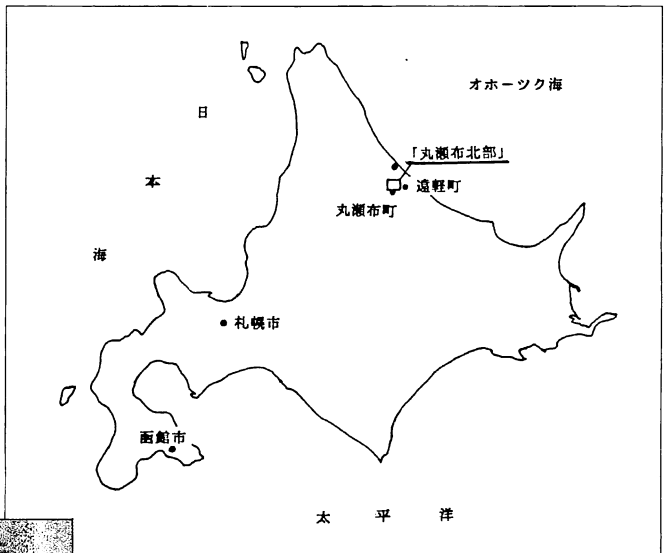 オホーツク海
日本海
「丸瀬布北部」
遠軽町
丸瀬布町
札幌市
函館市
太平洋